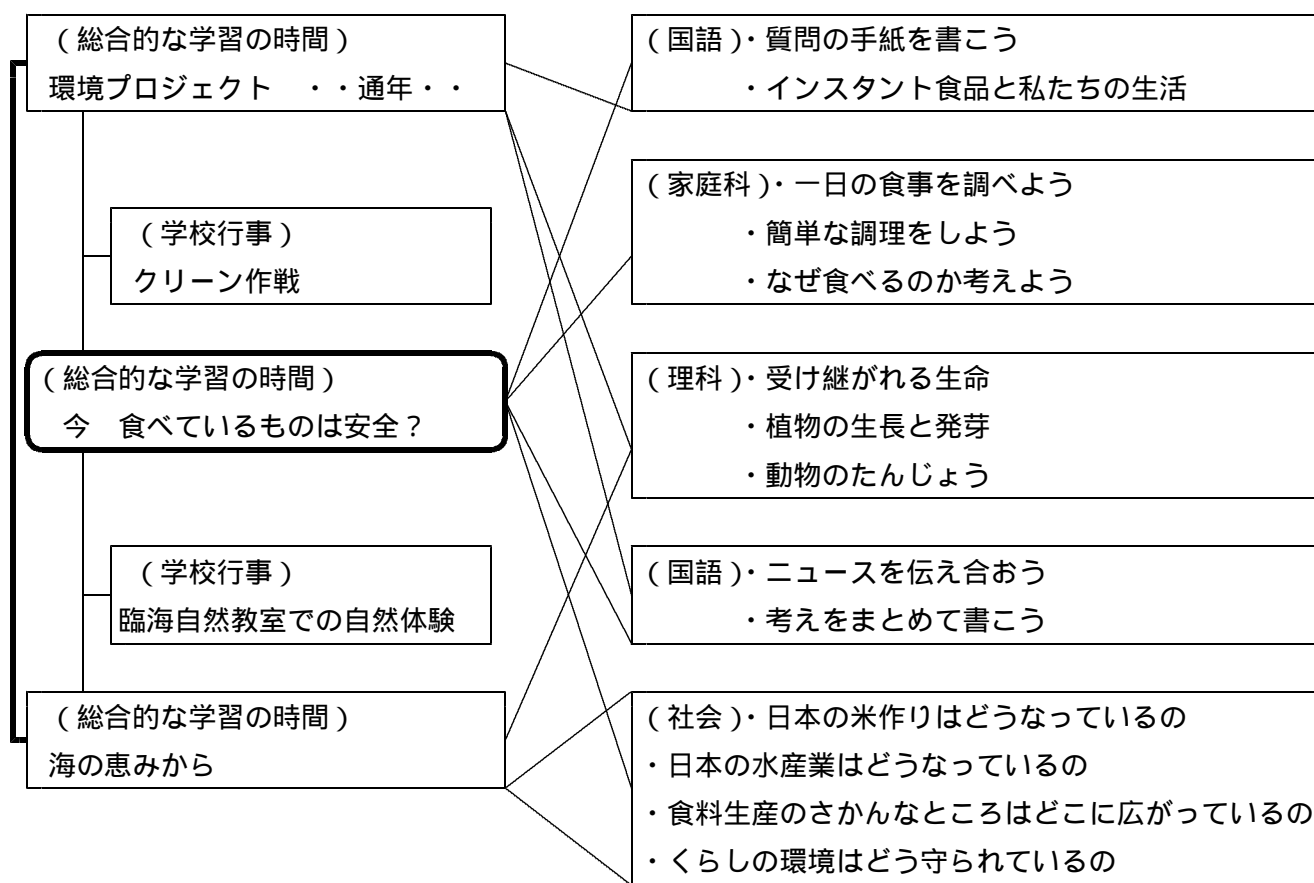 （総合的な学習の時間）
環境プロジェクト　・・通年・・
（学校行事）
クリーン作戦
（総合的な学習の時間）
今　食べているものは安全？
（学校行事）
臨海自然教室での自然体験
（総合的な学習の時間）
海の恵みから
（国語）・質問の手紙を書こう
・インスタント食品と私たちの生活
（家庭科）・一日の食事を調べよう
・簡単な調理をしよう
・なぜ食べるのか考えよう
（理科）・受け継がれる生命
・植物の生長と発芽
・動物のたんじょう
（国語）・ニュースを伝え合おう
・考えをまとめて書こう
（社会）・日本の米作りはどうなっているの
・日本の水産業はどうなっているの
・食料生産のさかんなところはどこに広がっているの
・くらしの環境はどう守られているの